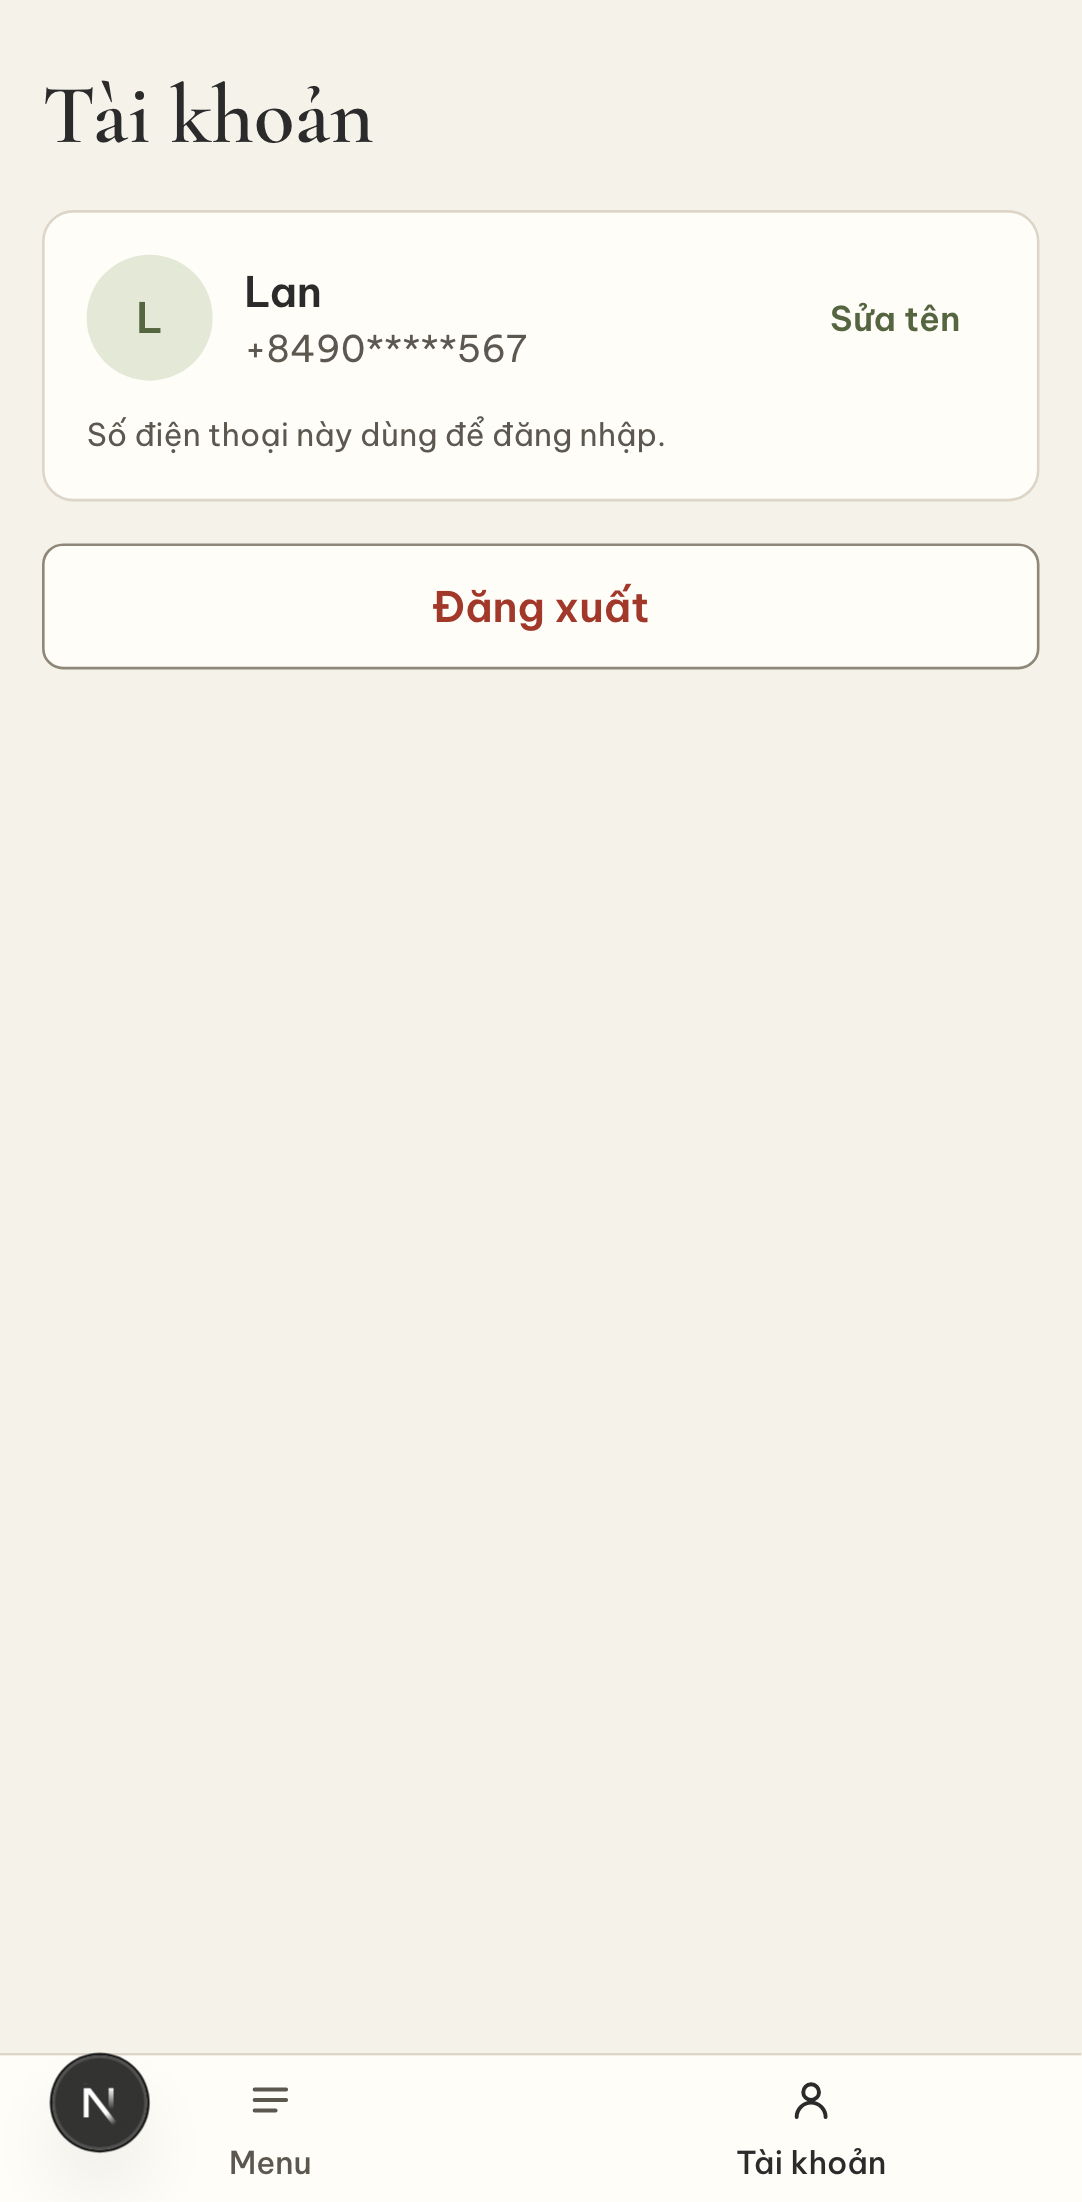 Tài khoản
L
Lan
+8490*****567
Sửa tên
Số điện thoại này dùng để đăng nhập.
Đăng xuất
N
Menu
Tài khoản